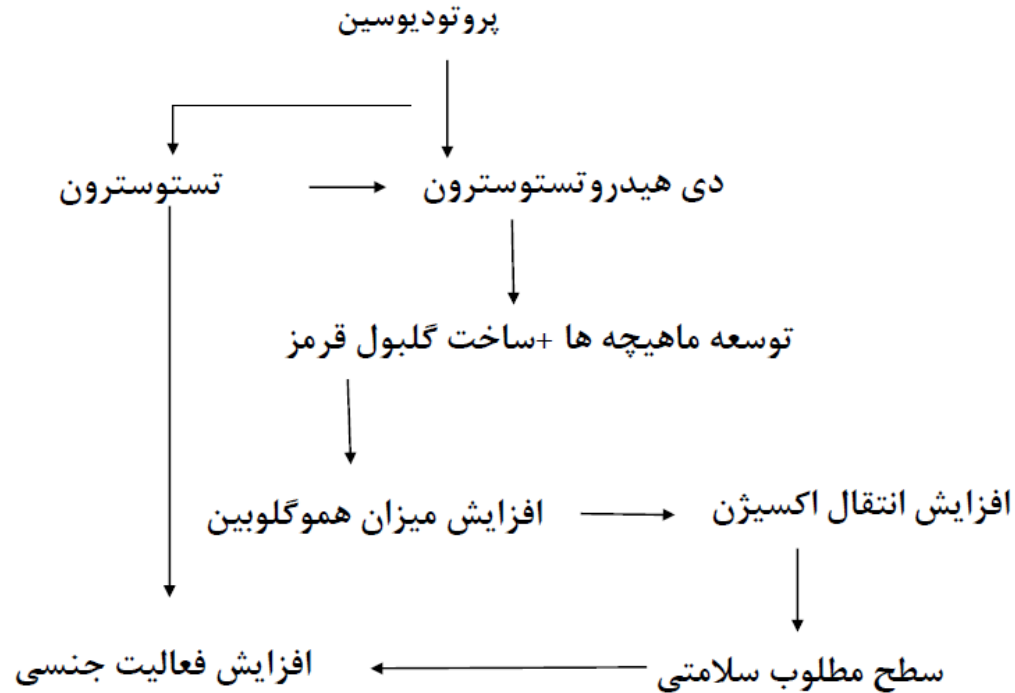 پروتودیوسین
دی هیدروتستوسترون
تستوسترون
توسعه ماهیچه ها +ساخت گلبول قرمز
افزایش میزان هموگلوبین
افزایش انتقال اکسیژن
سطح مطلوب سلامتی
افزایش فعالیت جنسی